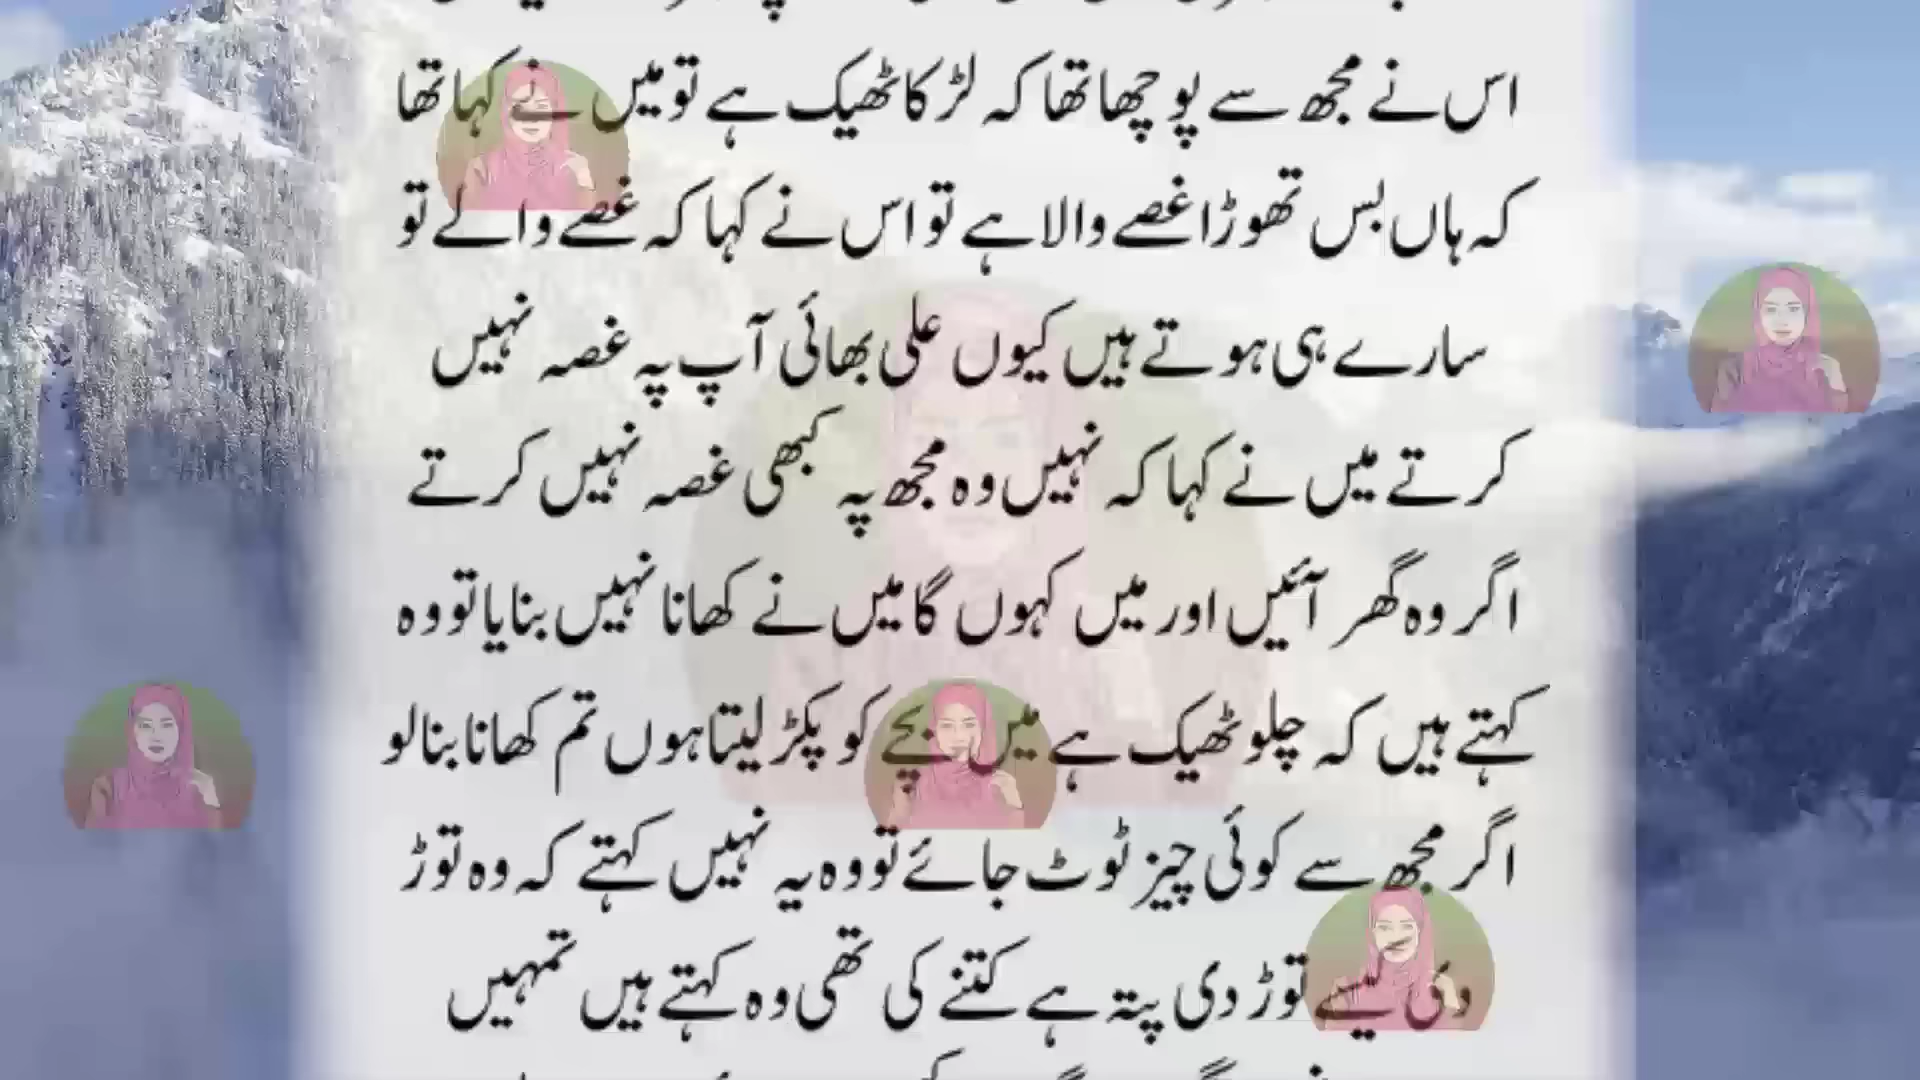 اس نے مجھ سے پوچھا تھا کہ لڑکا ٹھیک ہے تو میں نے کہا تھا
کہ ہاں بس تھوڑا غصے والا ہے تو اس نے کہا کہ غصے والے تو
سارے ہی ہوتے ہیں کیوں علی بھائی آپ پہ غصہ نہیں
کرتے میں نے کہا کہ نہیں وہ مجھ پہ کبھی غصہ نہیں کرتے
اگر وہ گھر آئیں اور میں کہوں گا میں نے کھانا نہیں بنایا تو وہ
کہتے ہیں کہ چلو ٹھیک ہے میں بچے کو پکڑ لیتا ہوں تم کھانا بنا لو
اگر مجھ سے کوئی چیز ٹوٹ جائے تو وہ یہ نہیں کہتے کہ وہ توڑ
دی کیسے توڑ دی پتہ ہے کتنے کی تھی وہ کہتے ہیں تمہیں